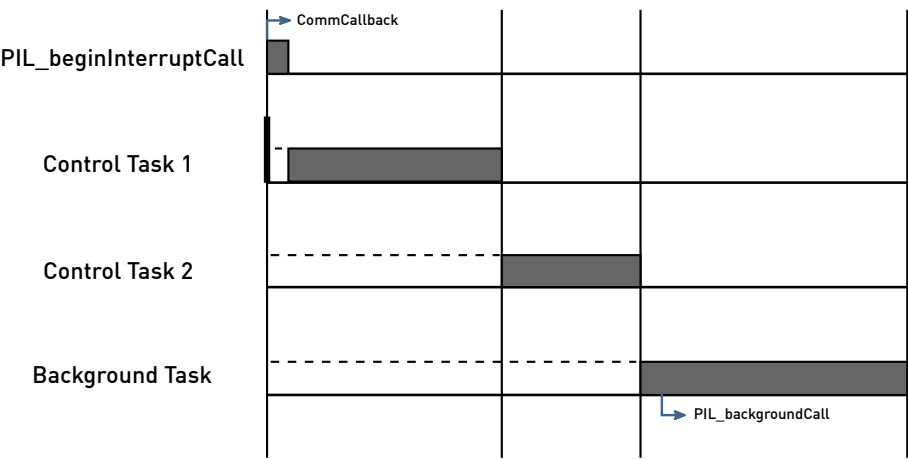 CommCallback
PIL_beginInterruptCall
Control Task 1
Control Task 2
Background Task
PIL_backgroundCall